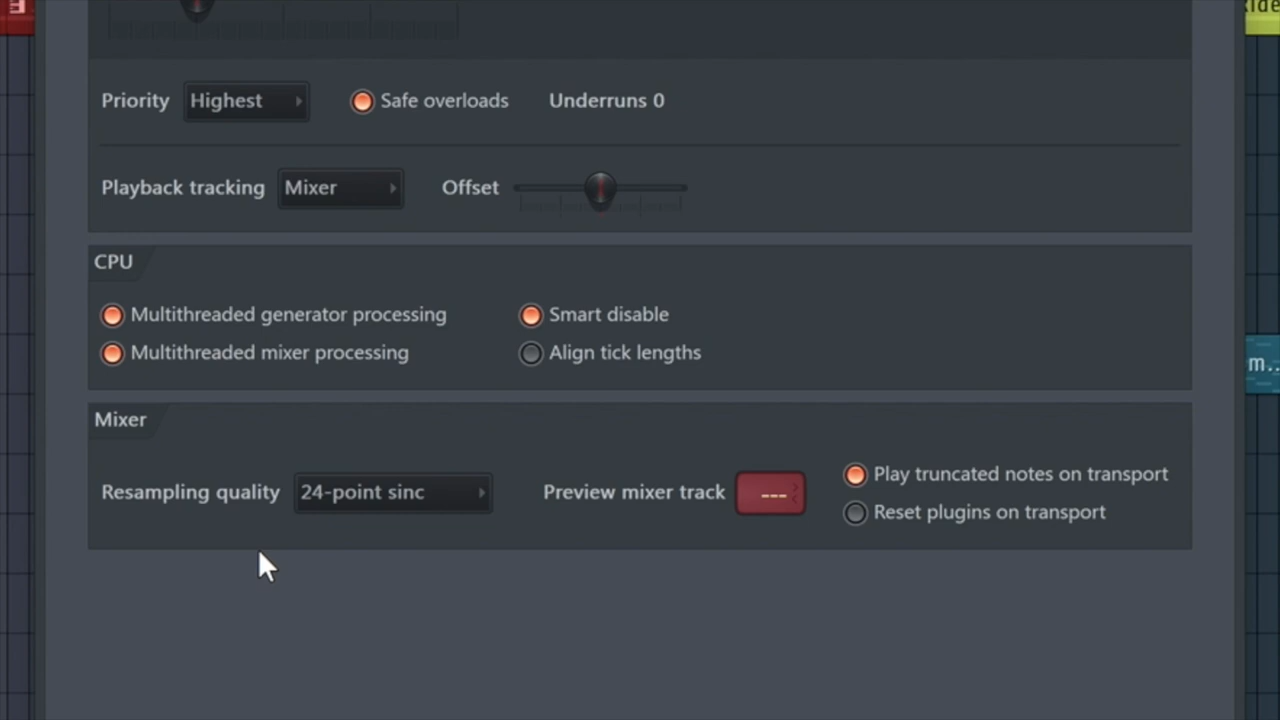 Priority Highest Safe overloads Underruns 0
Playback tracking Mixer Offset
CPU
Multithreaded generator processing Smart disable
Multithreaded mixer processing Align tick lengths
Mixer
Play truncated notes on transport
Resampling quality 24-point sinc Preview mixer track ---
Reset plugins on transport
m..